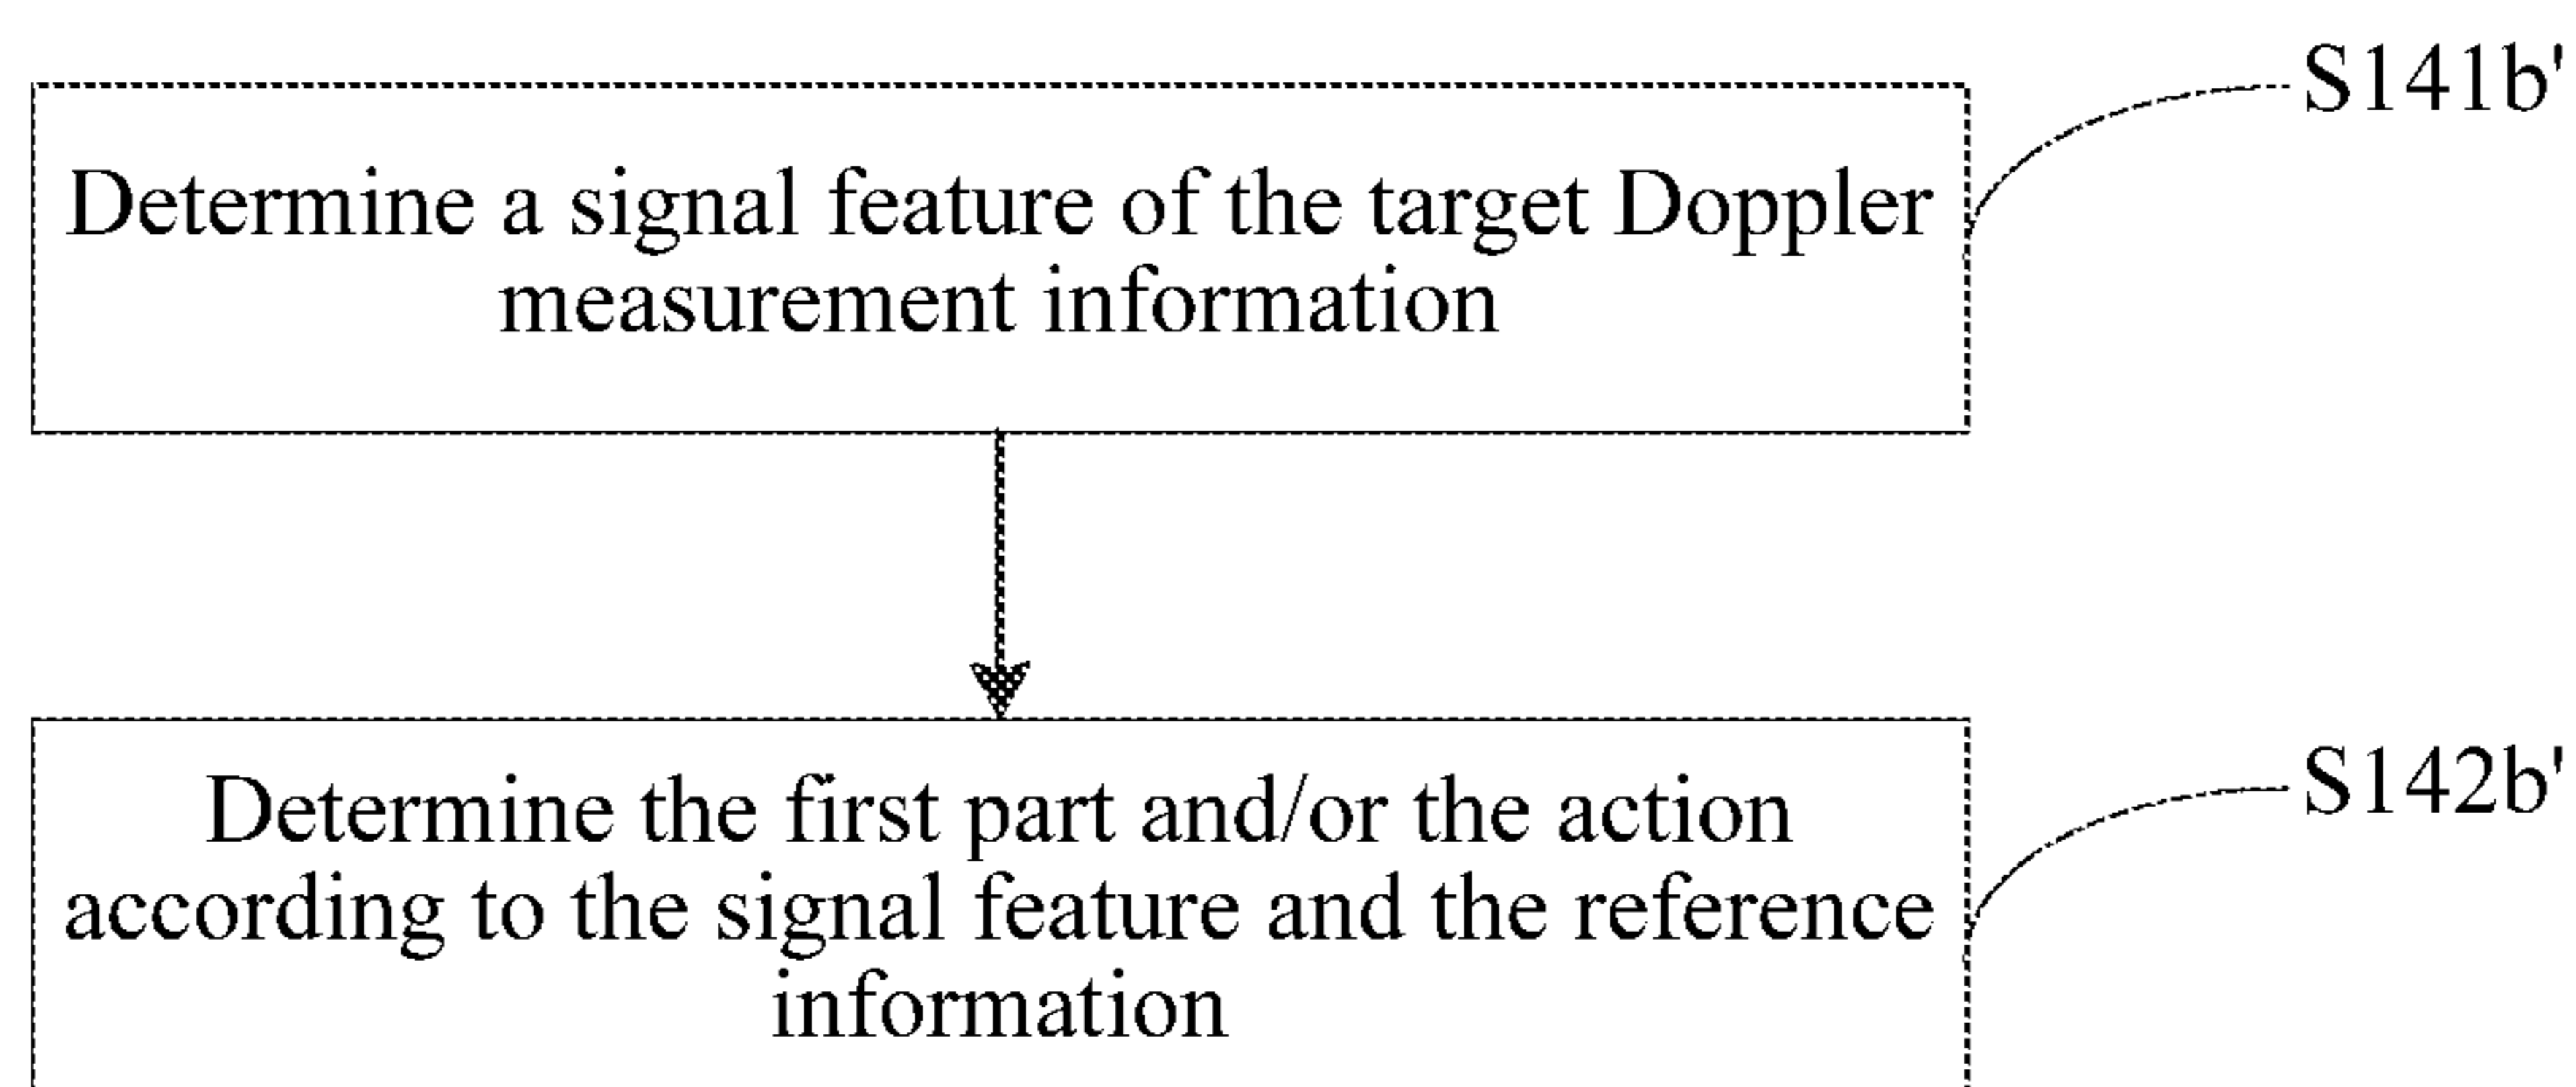 S141b'
Determine a signal feature of the target Doppler
measurement information
S142b'
Determine the first part and/or the action
according to the signal feature and the reference
information